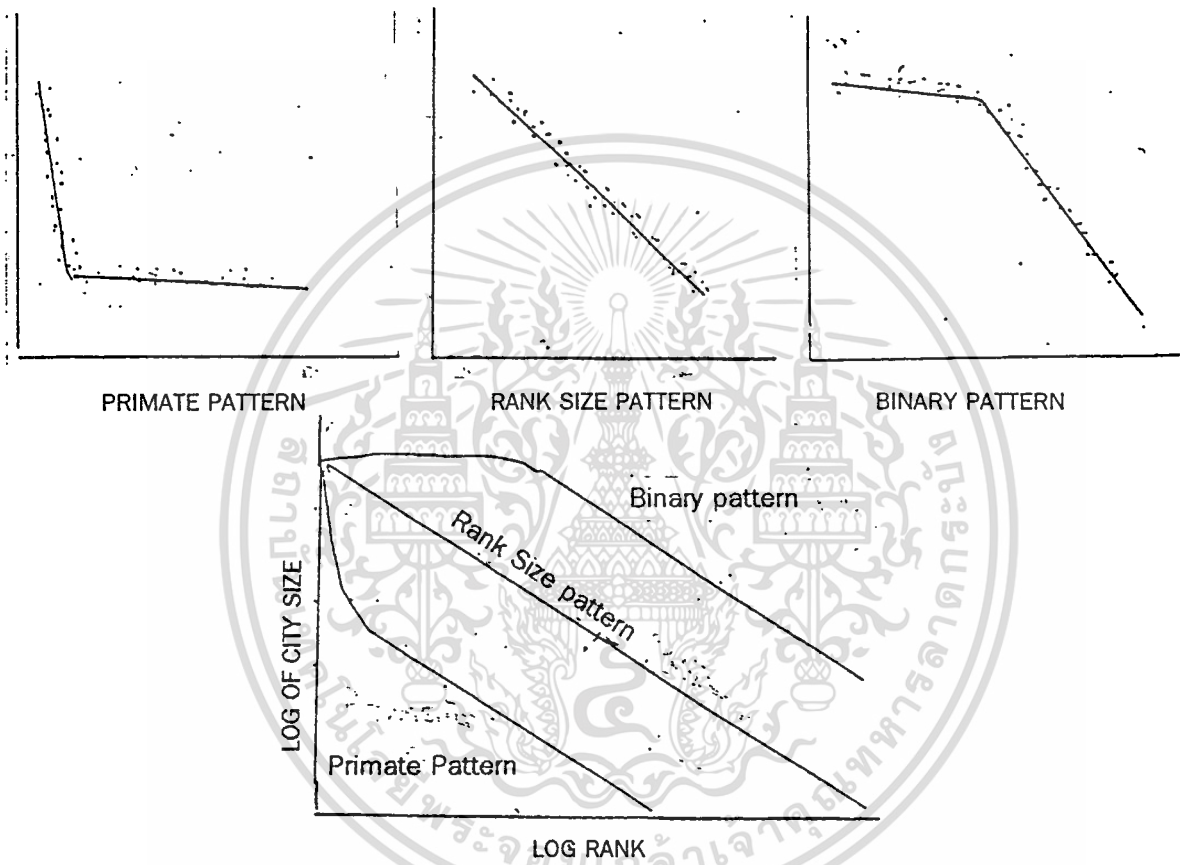 PRIMATE PATTERN
RANK SIZE PATTERN
BINARY PATTERN
Binary pattern
Rank Size pattern
Primate Pattern
LOG OF CITY SIZE
LOG RANK